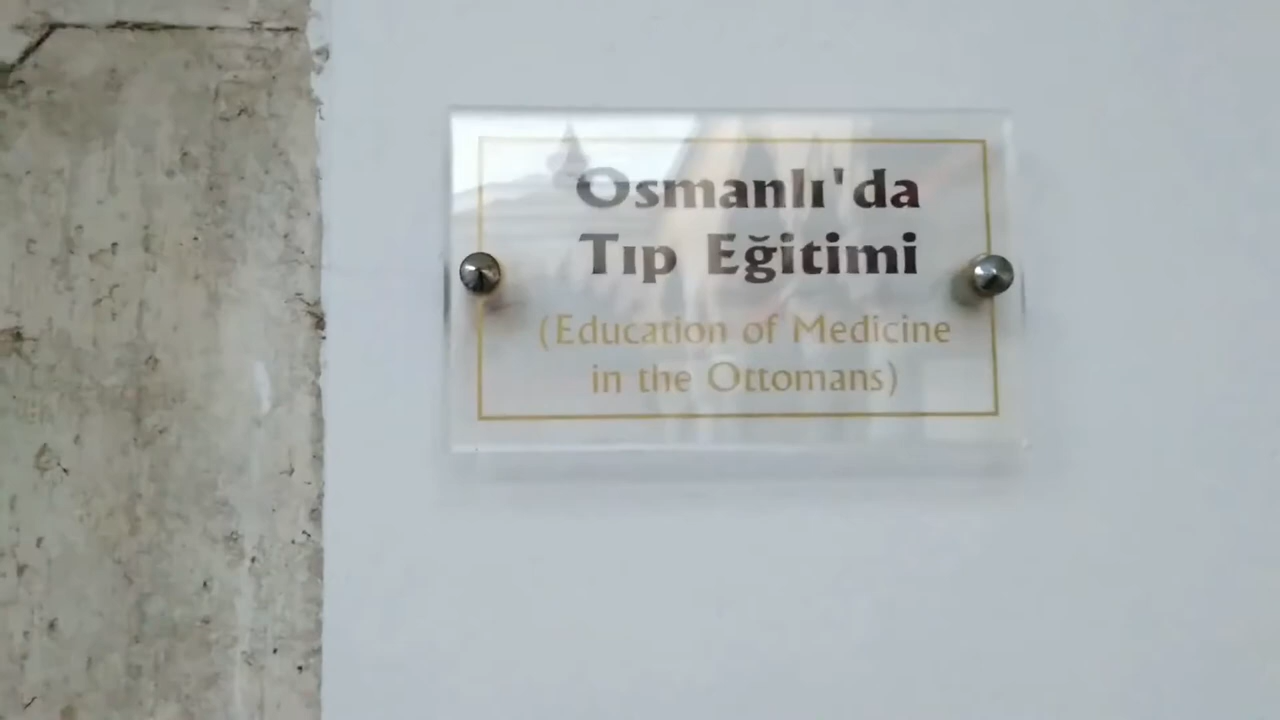 Osmanlı'da
Tıp Eğitimi
(Education of Medicine
in the Ottomans)